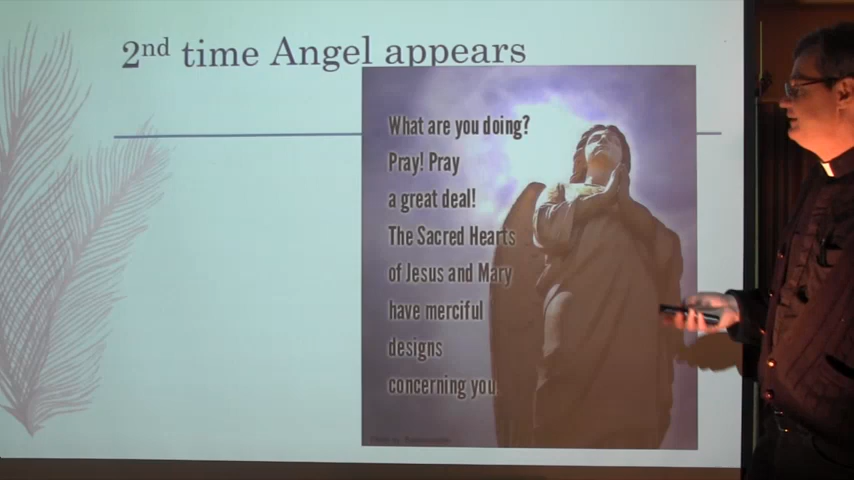 2nd time Angel appears
What are you doing?
Pray! Pray
a great deal!
The Sacred Hearts
of Jesus and Mary
have merciful
designs
concerning you